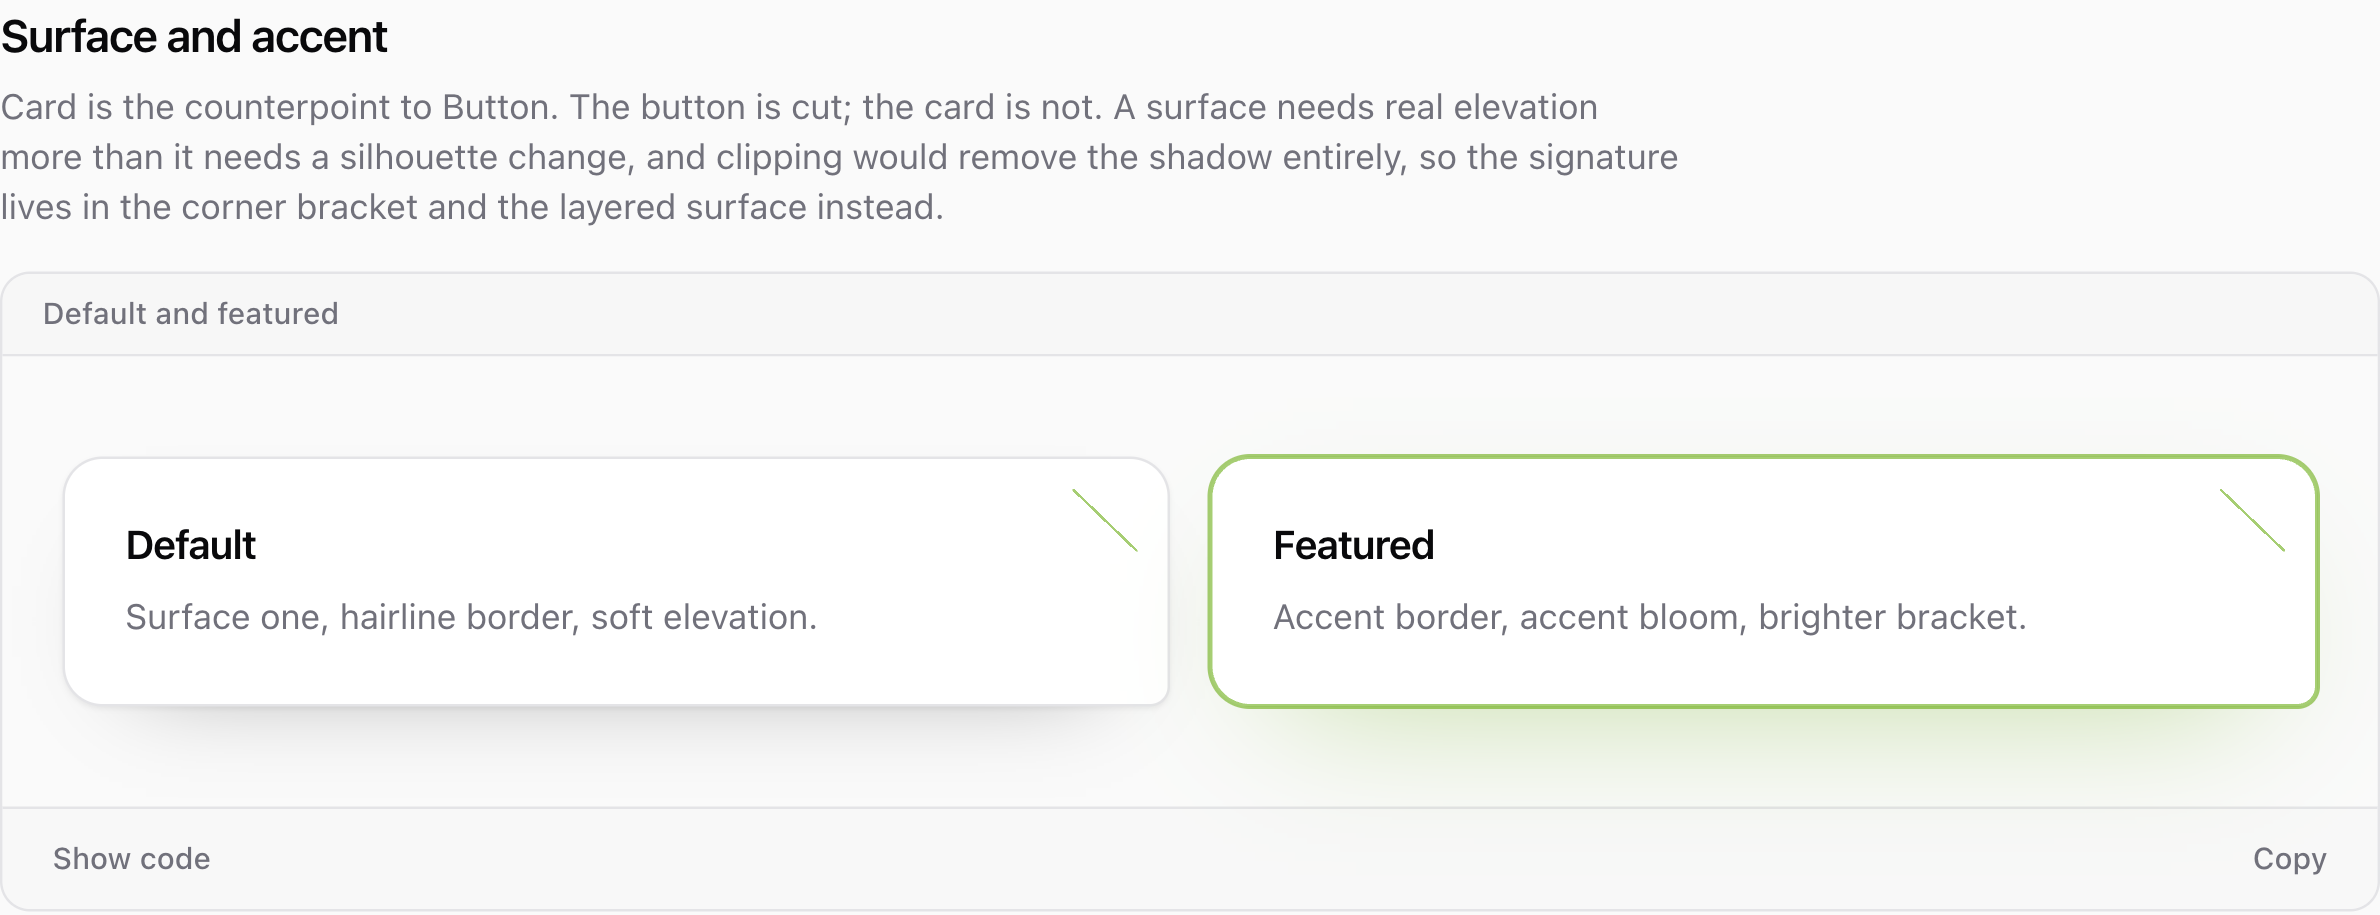 Surface and accent
Card is the counterpoint to Button. The button is cut; the card is not. A surface needs real elevation
more than it needs a silhouette change, and clipping would remove the shadow entirely, so the signature
lives in the corner bracket and the layered surface instead.
Default and featured
Default
Surface one, hairline border, soft elevation.
Featured
Accent border, accent bloom, brighter bracket.
Show code
Copy